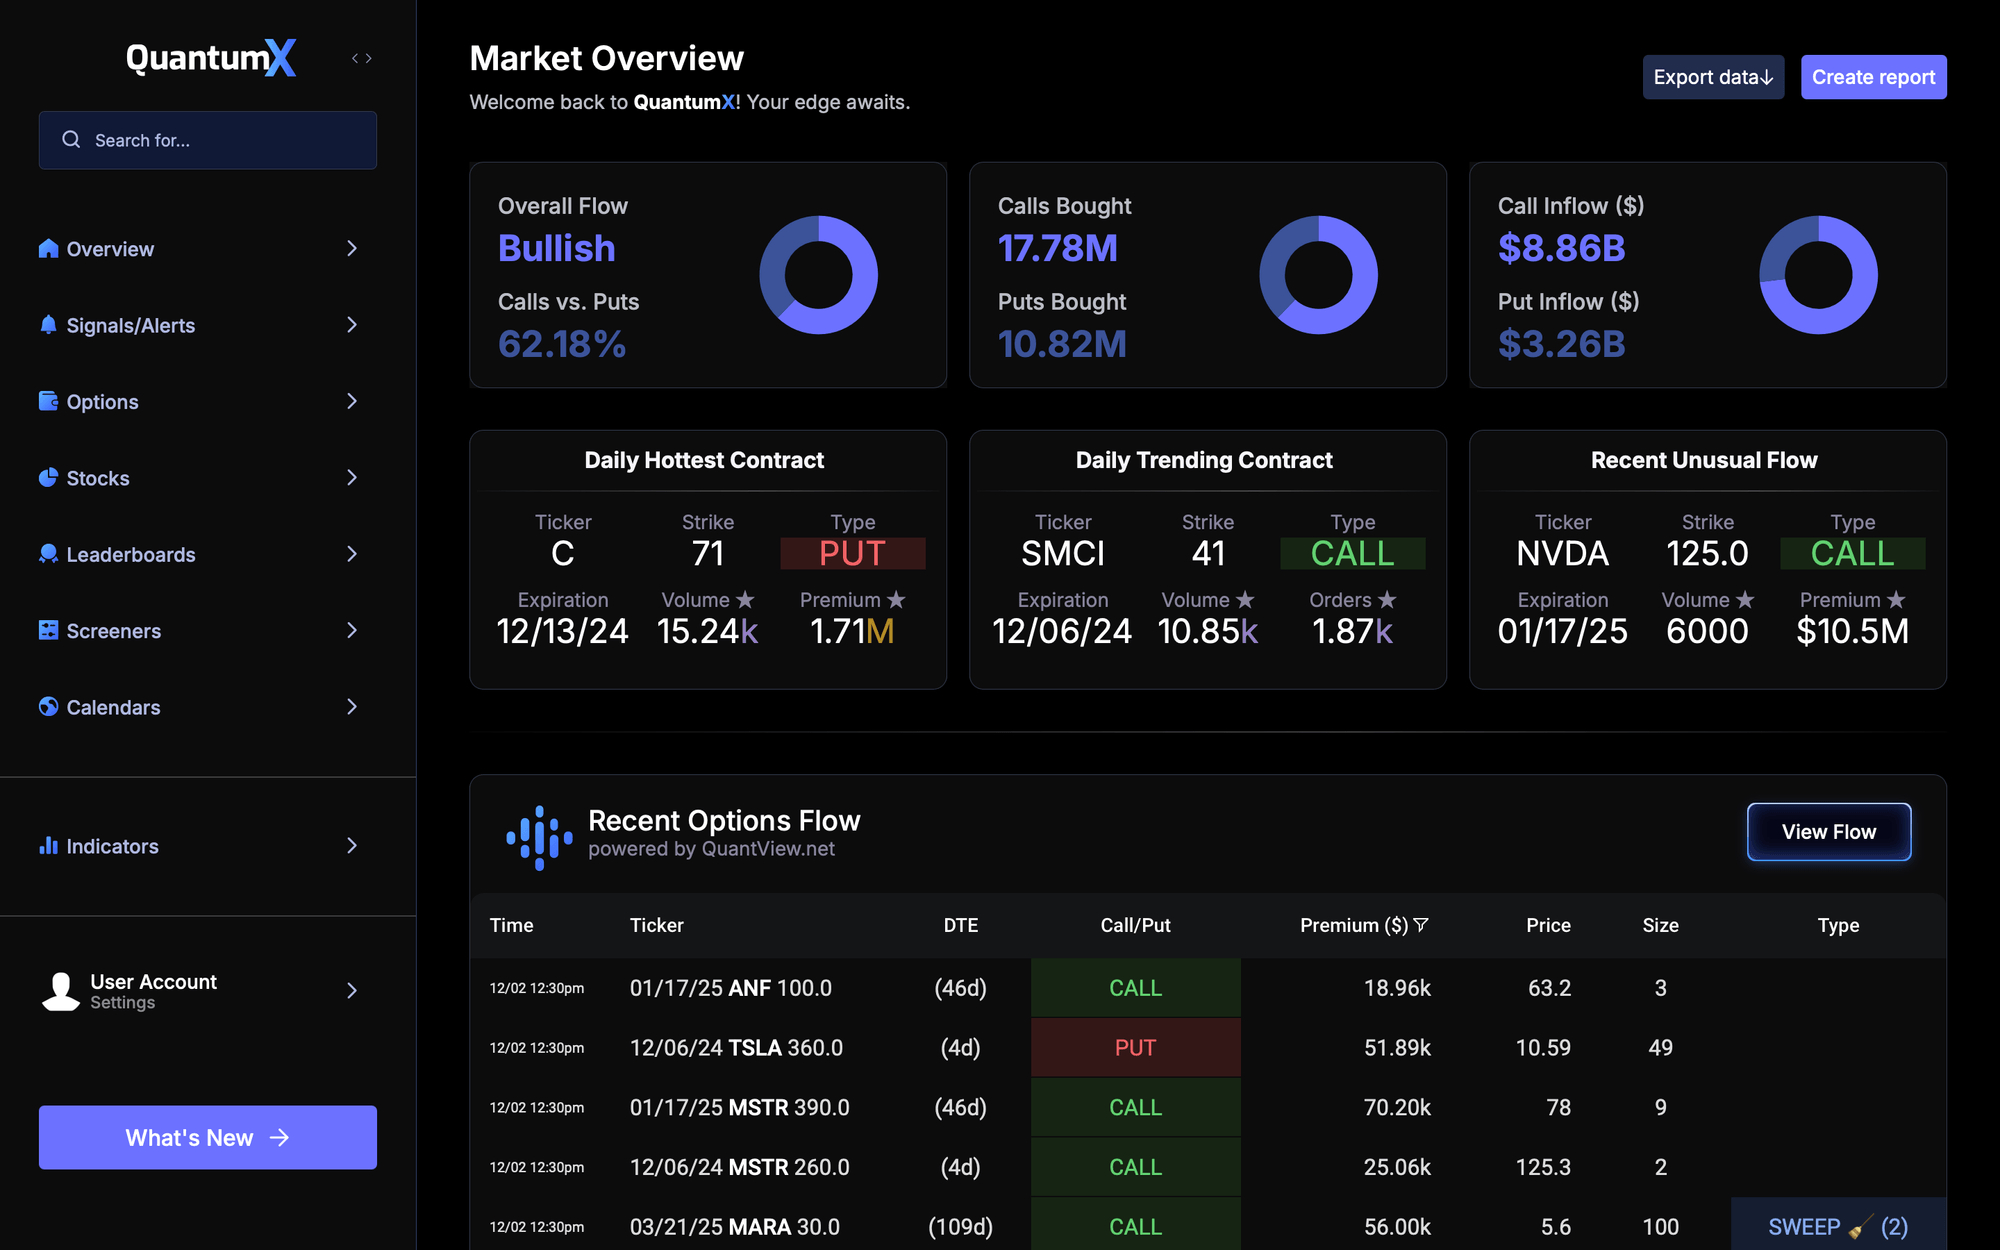 QuantumX
Search for...
Overview
Signals/Alerts
Options
Stocks
Leaderboards
Screeners
Calendars
Indicators
User Account
Settings
What's New →
Market Overview
Welcome back to QuantumX! Your edge awaits.
Export data↓
Create report
Overall Flow
Bullish
Calls vs. Puts
62.18%
Calls Bought
17.78M
Puts Bought
10.82M
Call Inflow ($)
$8.86B
Put Inflow ($)
$3.26B
Daily Hottest Contract
Ticker Strike Type
C 71 PUT
Expiration Volume ★ Premium ★
12/13/24 15.24k 1.71M
Daily Trending Contract
Ticker Strike Type
SMCI 41 CALL
Expiration Volume ★ Orders ★
12/06/24 10.85k 1.87k
Recent Unusual Flow
Ticker Strike Type
NVDA 125.0 CALL
Expiration Volume ★ Premium ★
01/17/25 6000 $10.5M
Recent Options Flow
powered by QuantView.net
View Flow
Time Ticker DTE Call/Put Premium ($) Price Size Type
12/02 12:30pm 01/17/25 ANF 100.0 (46d) CALL 18.96k 63.2 3
12/02 12:30pm 12/06/24 TSLA 360.0 (4d) PUT 51.89k 10.59 49
12/02 12:30pm 01/17/25 MSTR 390.0 (46d) CALL 70.20k 78 9
12/02 12:30pm 12/06/24 MSTR 260.0 (4d) CALL 25.06k 125.3 2
12/02 12:30pm 03/21/25 MARA 30.0 (109d) CALL 56.00k 5.6 100 SWEEP 🧹 (2)